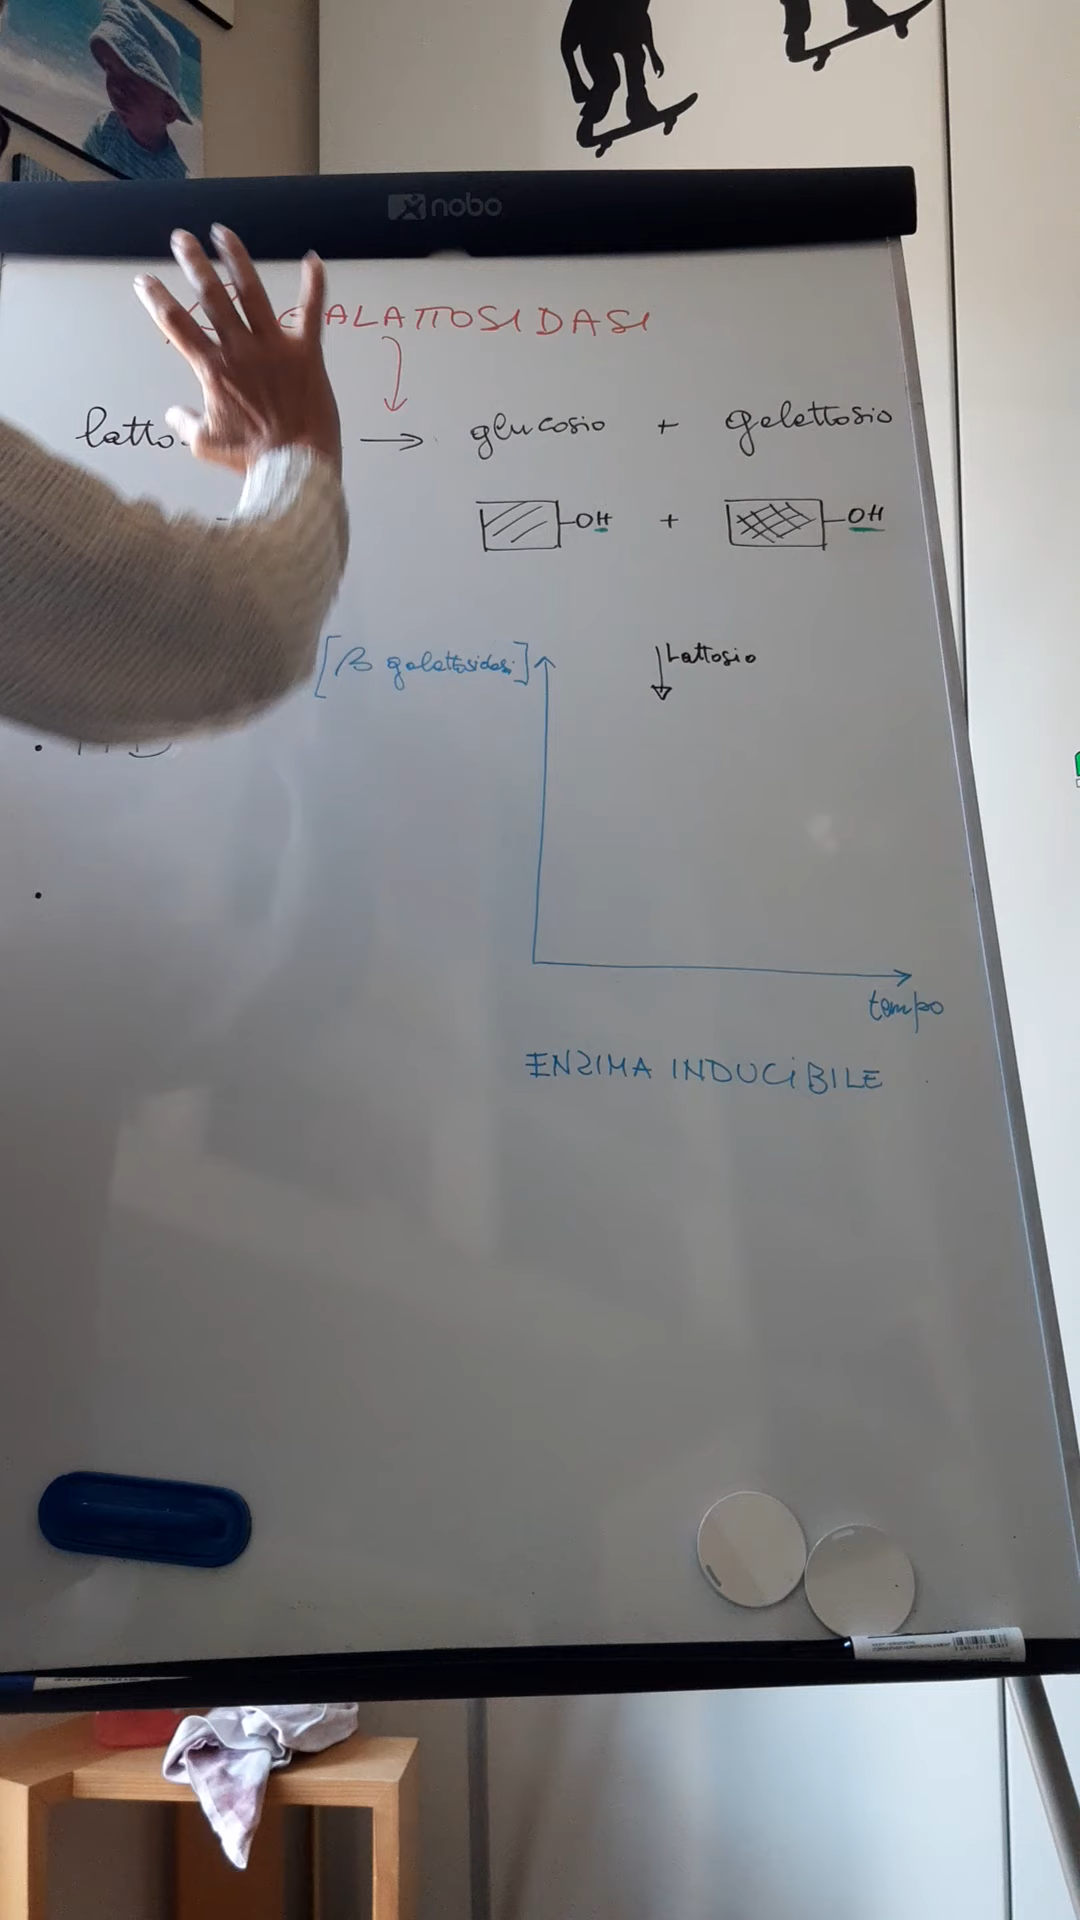 nobo
GALATTOSIDASI
latto
→ glucosio + galattosio
-OH + -OH
[β galattosidasi]
Lattosio
tempo
ENZIMA INDUCIBILE